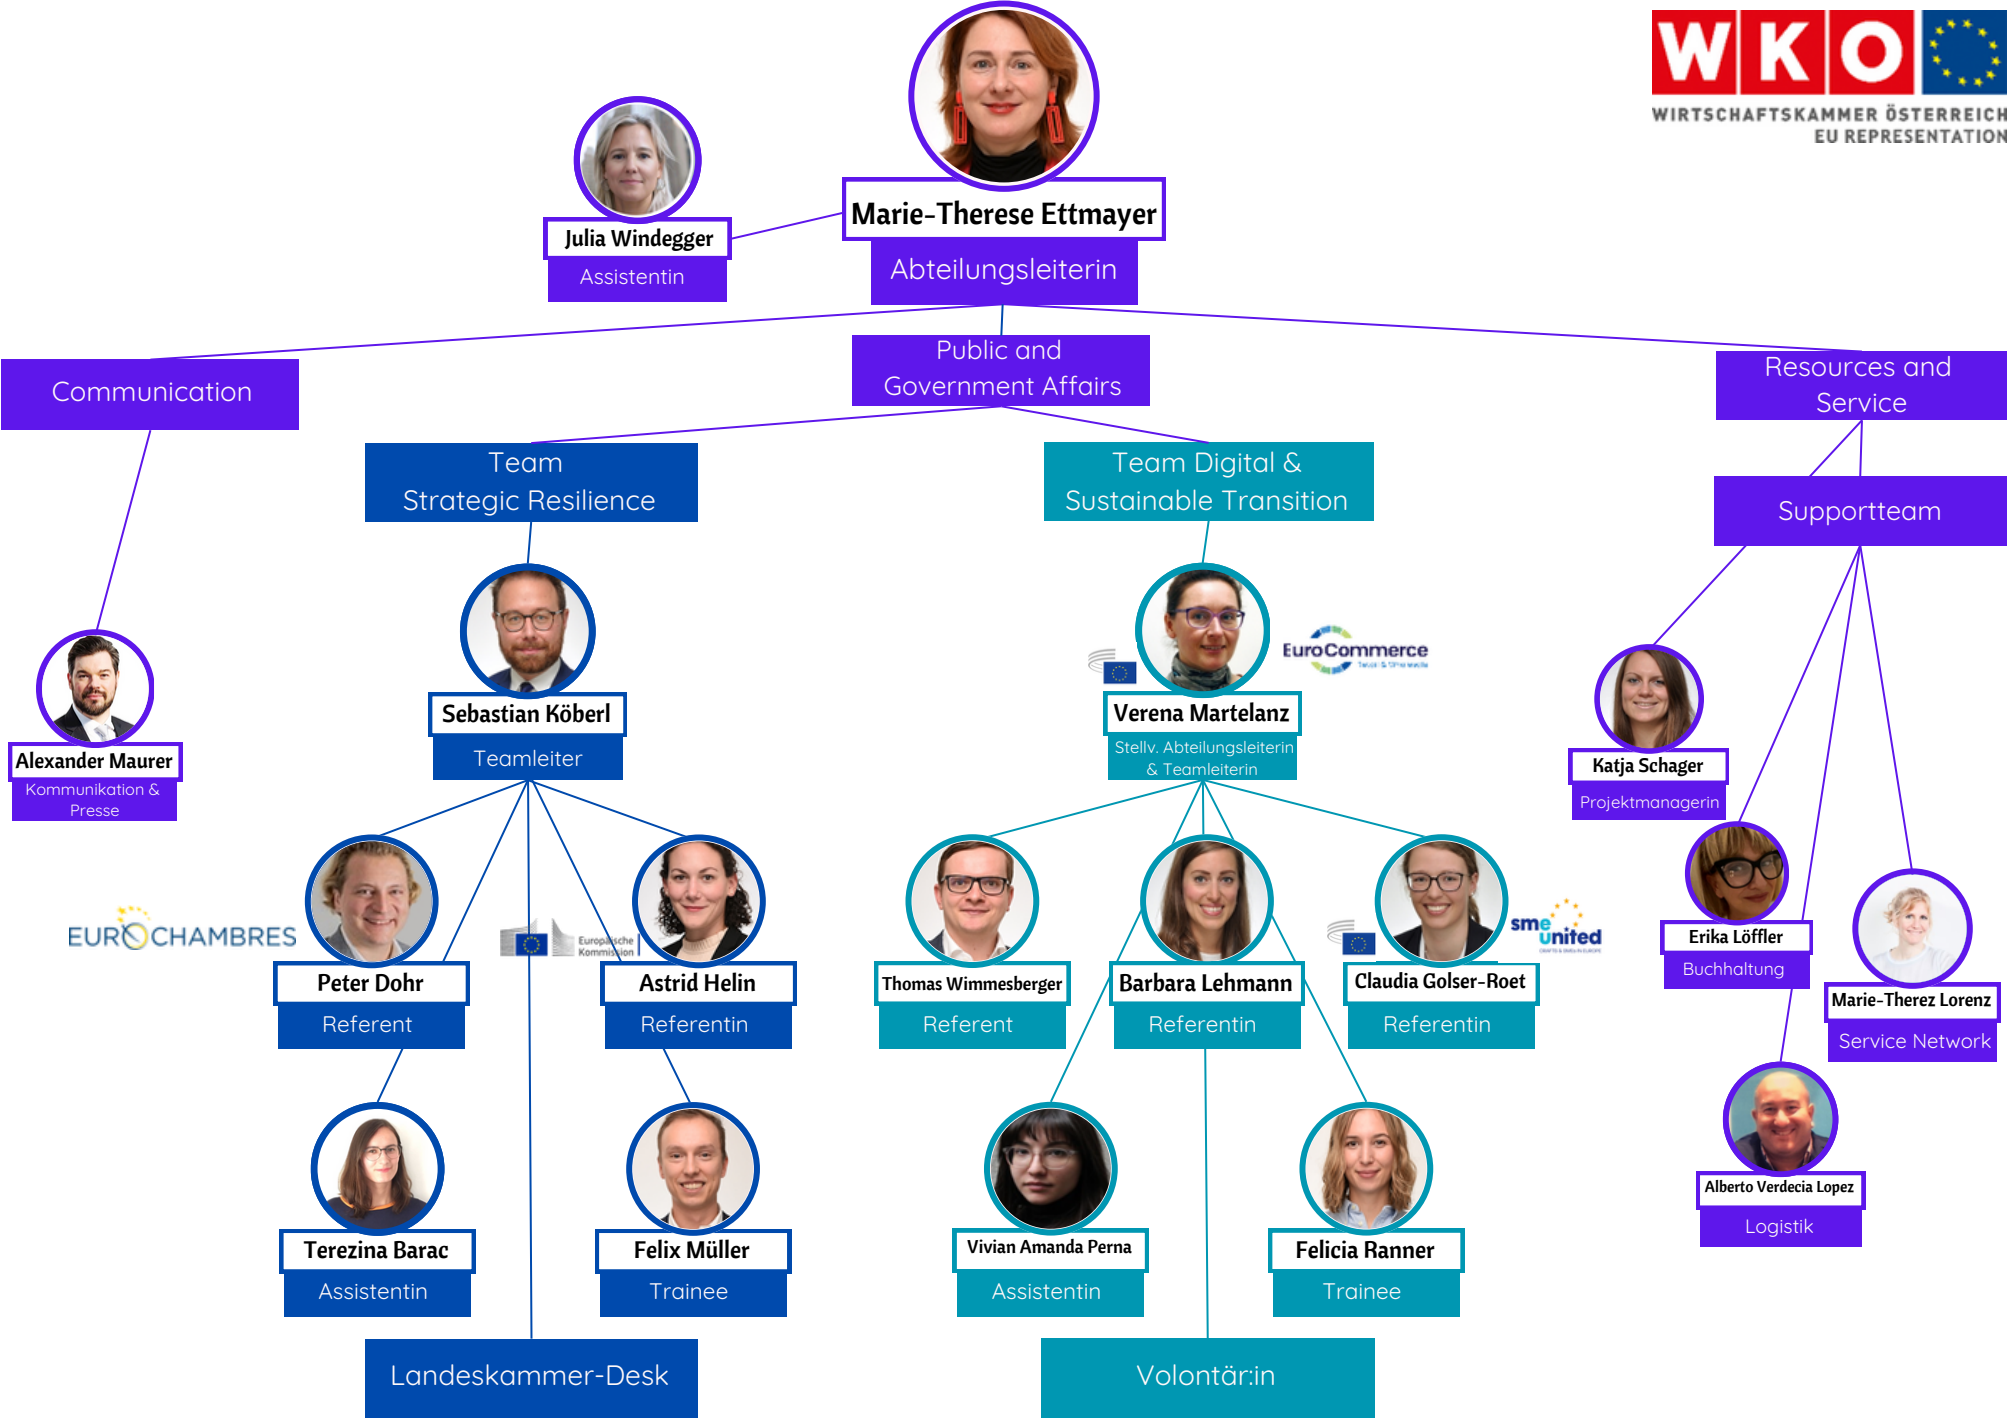 WKO
WIRTSCHAFTSKAMMER ÖSTERREICH
EU REPRESENTATION
Marie-Therese Ettmayer
Abteilungsleiterin
Julia Windegger
Assistentin
Communication
Public and
Government Affairs
Resources and
Service
Team
Strategic Resilience
Team Digital &
Sustainable Transition
Supportteam
Alexander Maurer
Kommunikation &
Presse
Sebastian Köberl
Teamleiter
EuroCommerce
Verena Martelanz
Stellv. Abteilungsleiterin
& Teamleiterin
Katja Schager
Projektmanagerin
EUROCHAMBRES
Peter Dohr
Referent
Europäische
Kommission
Astrid Helin
Referentin
Thomas Wimmesberger
Referent
Barbara Lehmann
Referentin
Claudia Golser-Roet
Referentin
sme
united
CRAFTS & SMES IN EUROPE
Erika Löffler
Buchhaltung
Marie-Therez Lorenz
Service Network
Terezina Barac
Assistentin
Felix Müller
Trainee
Vivian Amanda Perna
Assistentin
Felicia Ranner
Trainee
Alberto Verdecia Lopez
Logistik
Landeskammer-Desk
Volontär:in